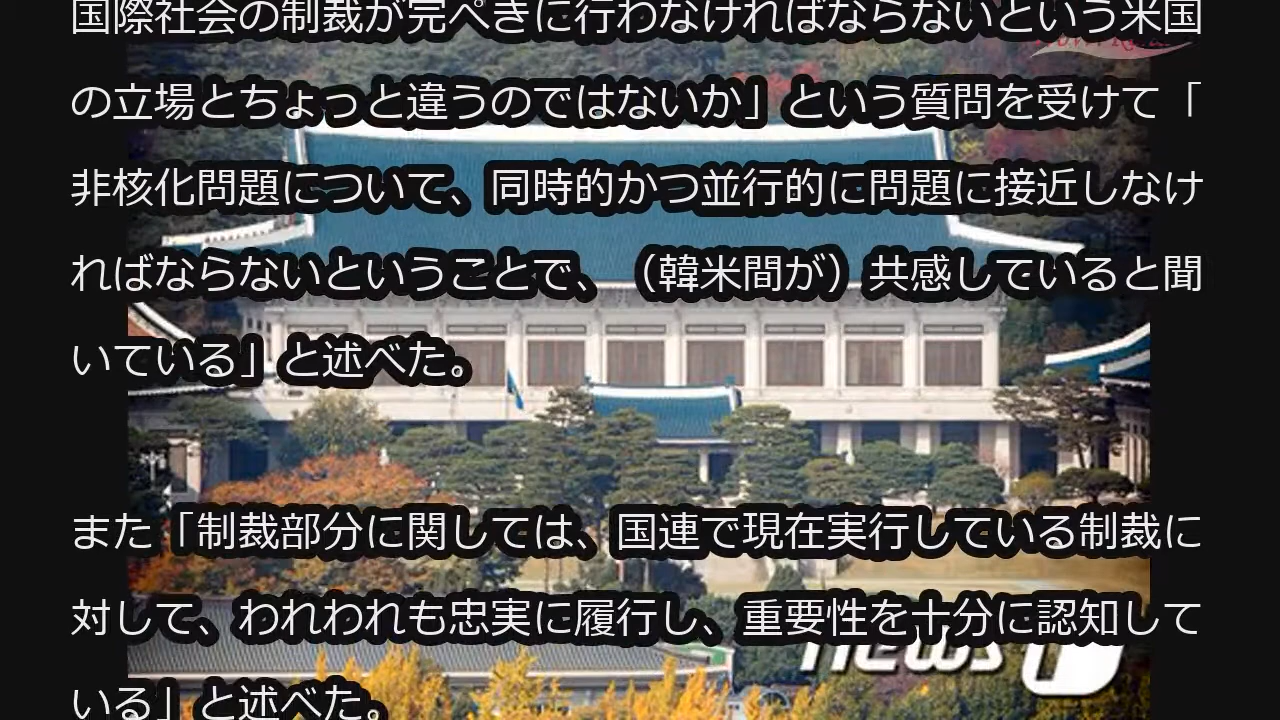 国際社会の制裁が完ぺきに行わなければならないという米国
の立場とちょっと違うのではないか」という質問を受けて「
非核化問題について、同時的かつ並行的に問題に接近しなけ
ればならないということで、（韓米間が）共感していると聞
いている」と述べた。
また「制裁部分に関しては、国連で現在実行している制裁に
対して、われわれも忠実に履行し、重要性を十分に認知して
news1
いる」と述べた。